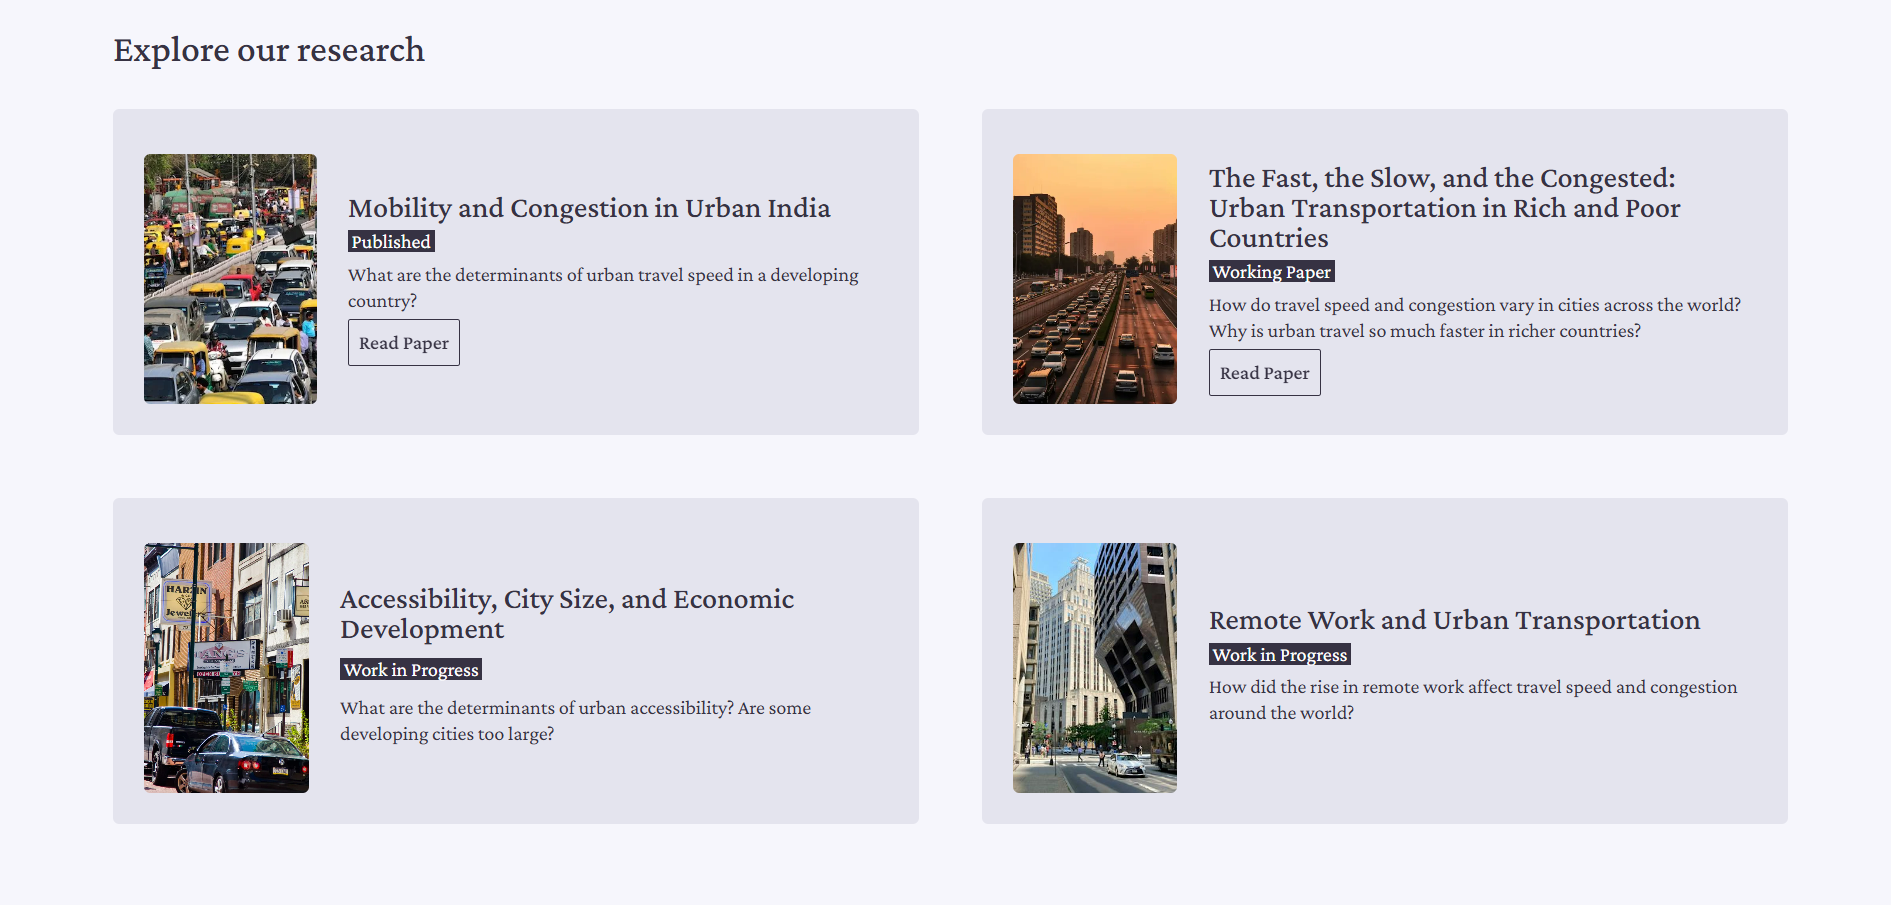 Explore our research
Mobility and Congestion in Urban India
Published
What are the determinants of urban travel speed in a developing
country?
Read Paper
The Fast, the Slow, and the Congested:
Urban Transportation in Rich and Poor
Countries
Working Paper
How do travel speed and congestion vary in cities across the world?
Why is urban travel so much faster in richer countries?
Read Paper
Accessibility, City Size, and Economic
Development
Work in Progress
What are the determinants of urban accessibility? Are some
developing cities too large?
Remote Work and Urban Transportation
Work in Progress
How did the rise in remote work affect travel speed and congestion
around the world?